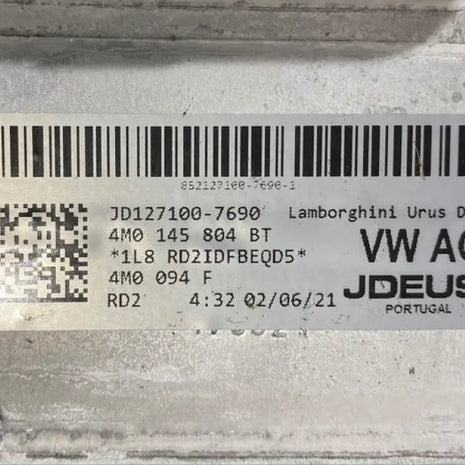 852127100-7690-1
JD127100-7690 Lamborghini Urus D
4M0 145 804 BT VW AG
*1L8 RD2IDFBEQD5*
4M0 094 F JDEUS
RD2 4:32 02/06/21 PORTUGAL